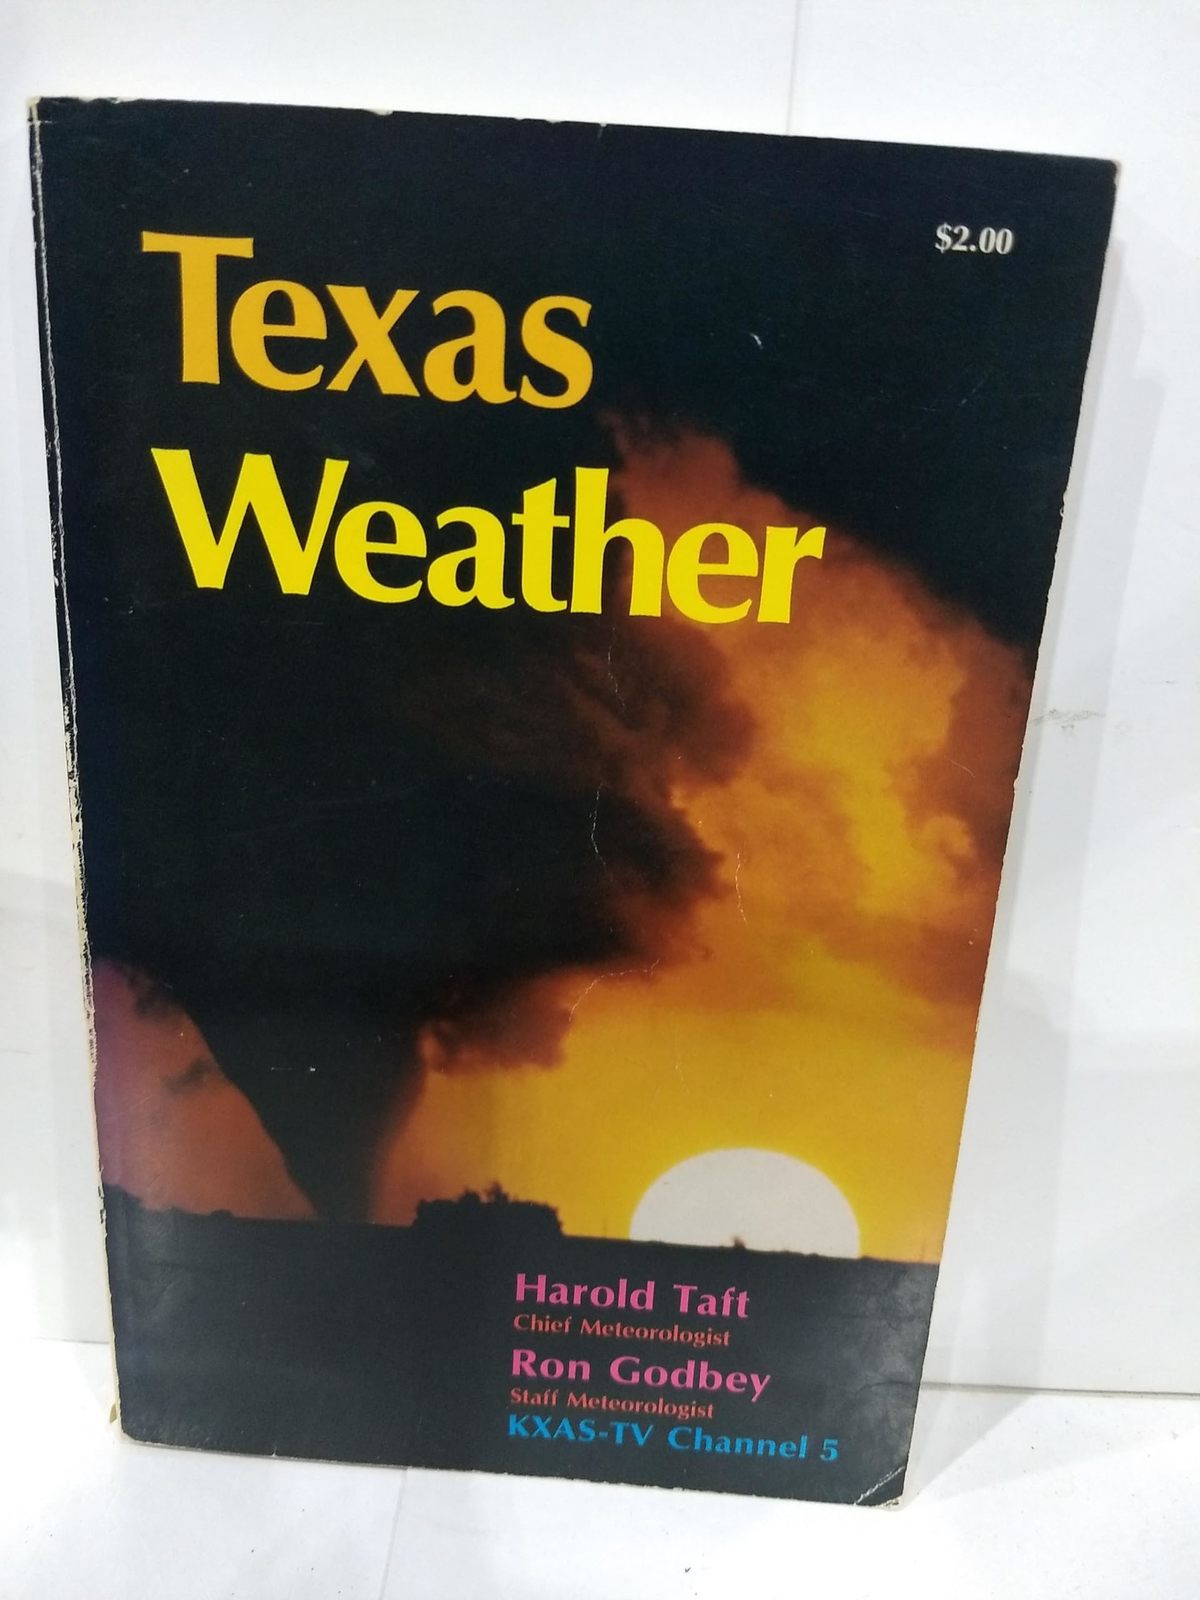 $2.00
Texas
Weather
Harold Taft
Chief Meteorologist
Ron Godbey
Staff Meteorologist
KXAS-TV Channel 5